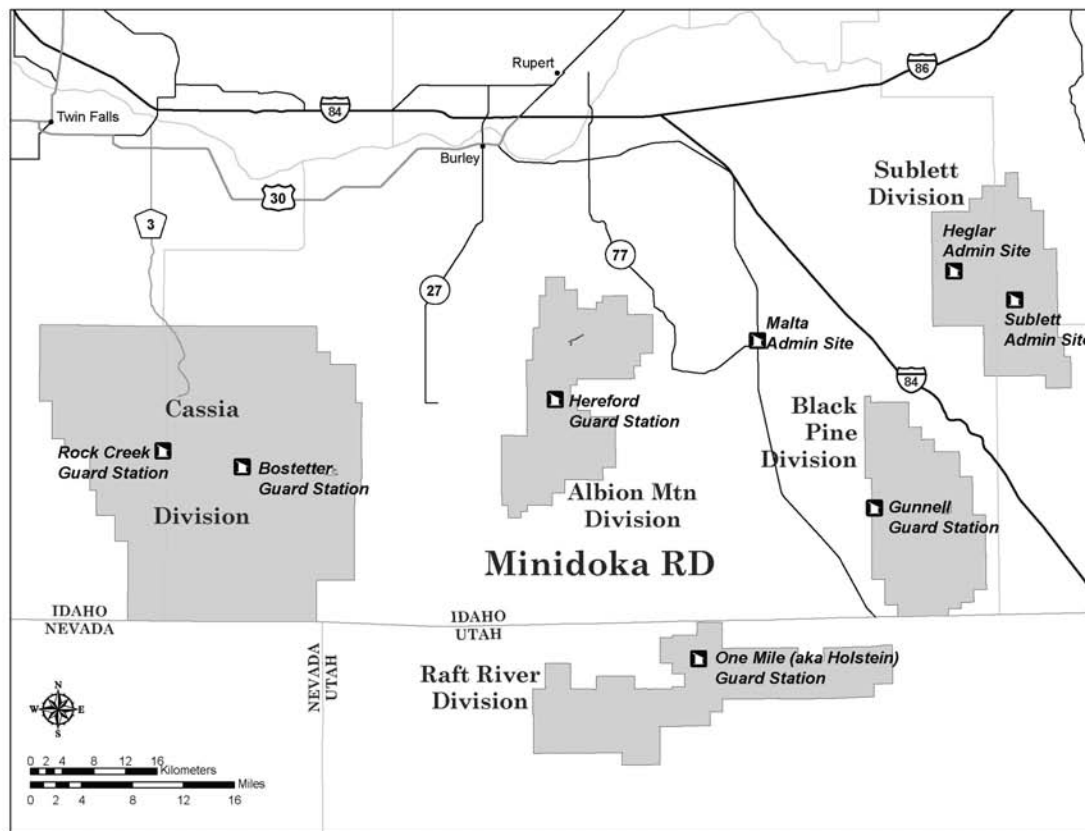 Rupert
86
84
Twin Falls
Burley
Sublett
Division
30
3
Heglar
Admin Site
77
27
Sublett
Admin Site
Malta
Admin Site
84
Hereford
Guard Station
Black
Pine
Division
Cassia
Rock Creek
Guard Station
Bostetter
Guard Station
Albion Mtn
Division
Gunnell
Guard Station
Division
Minidoka RD
IDAHO
NEVADA
IDAHO
UTAH
NEVADA
UTAH
One Mile (aka Holstein)
Guard Station
Raft River
Division
N
W E
S
0 2 4 8 12 16
Kilometers
Miles
0 2 4 8 12 16